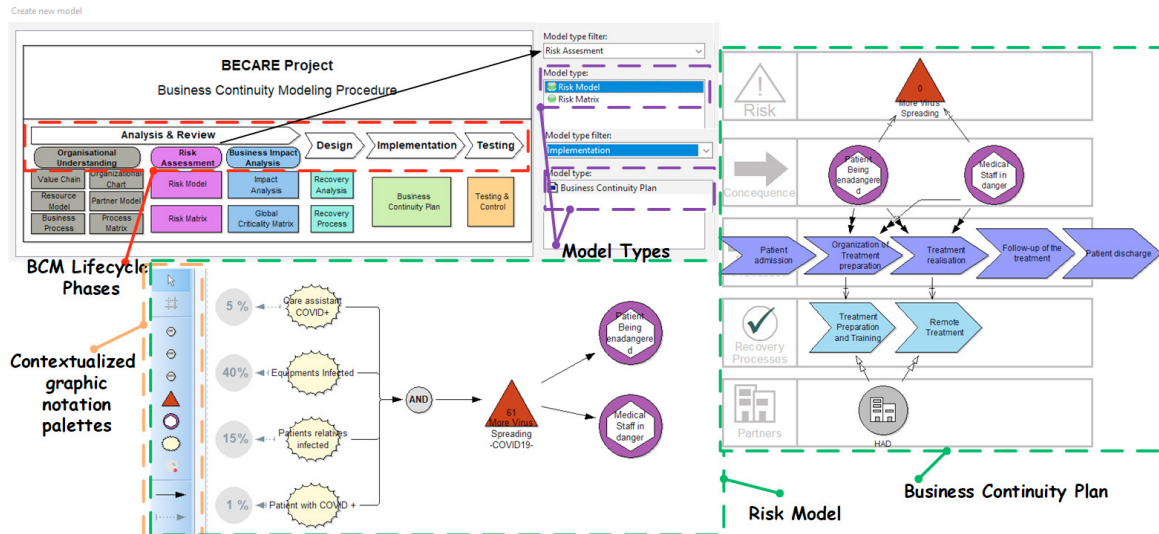 Create new model
BECARE Project
Business Continuity Modeling Procedure
Analysis & Review
Design
Implementation
Testing
Organisational
Understanding
Risk
Assessment
Business Impact
Analysis
Value Chain
Organizational
Chart
Resource
Model
Partner Model
Business
Process
Process
Matrix
Risk Model
Risk Matrix
Impact
Analysis
Global
Criticality Matrix
Recovery
Analysis
Recovery
Process
Business
Continuity Plan
Testing &
Control
Model type filter:
Risk Assesment
Model type:
Risk Model
Risk Matrix
Model type filter:
Implementation
Model type:
Business Continuity Plan
Model Types
BCM Lifecycle
Phases
Contextualized
graphic
notation
palettes
5 %
Care assistant
COVID+
40%
Equipments Infected
15%
Patients relatives
infected
1 %
Patient with COVID +
AND
61
More Virus
Spreading
-COVID19-
Patient
Being
enadangere
d
Medical
Staff in
danger
Risk
0
More Virus
Spreading
Concequence
Patient
Being
enadangere
d
Medical
Staff in
danger
Patient
admission
Organization of
Treatment
preparation
Treatment
realisation
Follow-up of the
treatment
Patient discharge
Recovery
Processes
Treatment
Preparation
and Training
Remote
Treatment
Partners
HAD
Business Continuity Plan
Risk Model